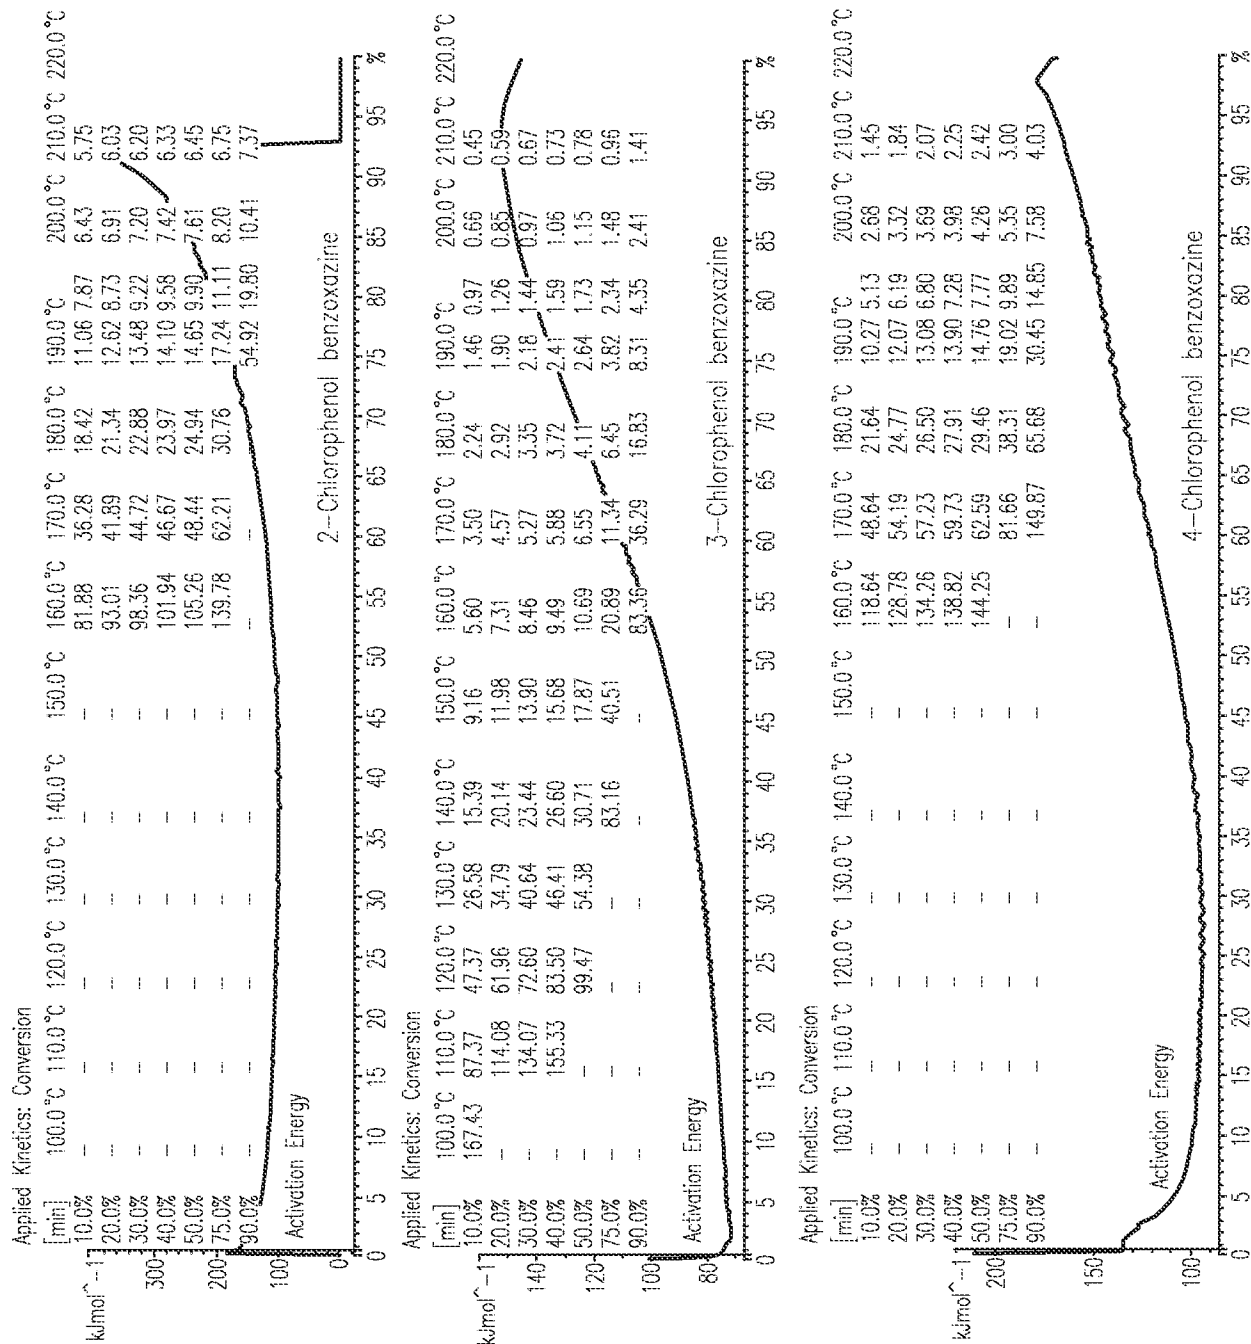 Applied Kinetics: Conversion
[min] 100.0°C 110.0°C 120.0°C 130.0°C 140.0°C 150.0°C 160.0°C 170.0°C 180.0°C 190.0°C 200.0°C 210.0°C 220.0°C
10.0% – – – – – – 81.88 36.28 18.42 11.06 7.87 6.43 5.75
20.0% – – – – – – 93.01 41.89 21.34 12.62 8.73 6.91 6.03
30.0% – – – – – – 98.36 44.72 22.88 13.48 9.22 7.20 6.20
40.0% – – – – – – 101.94 46.67 23.97 14.10 9.58 7.42 6.33
50.0% – – – – – – 105.26 48.44 24.94 14.65 9.90 7.61 6.45
75.0% – – – – – – 139.78 62.21 30.76 17.24 11.11 8.20 6.75
90.0% – – – – – – – – 54.92 19.80 10.41 7.37
kJmol^-1
300
200
100
0
Activation Energy
2-Chlorophenol benzoxazine
0 5 10 15 20 25 30 35 40 45 50 55 60 65 70 75 80 85 90 95 %
Applied Kinetics: Conversion
[min] 100.0°C 110.0°C 120.0°C 130.0°C 140.0°C 150.0°C 160.0°C 170.0°C 180.0°C 190.0°C 200.0°C 210.0°C 220.0°C
10.0% 167.43 87.37 47.37 26.58 15.39 9.16 5.60 3.50 2.24 1.46 0.97 0.66 0.45
20.0% – 114.08 61.96 34.79 20.14 11.98 7.31 4.57 2.92 1.90 1.26 0.85 0.59
30.0% – 134.07 72.60 40.64 23.44 13.90 8.46 5.27 3.35 2.18 1.44 0.97 0.67
40.0% – 155.33 83.50 46.41 26.60 15.68 9.49 5.88 3.72 2.41 1.59 1.06 0.73
50.0% – – 99.47 54.38 30.71 17.87 10.69 6.55 4.11 2.64 1.73 1.15 0.78
75.0% – – – – 83.16 40.51 20.89 11.34 6.45 3.82 2.34 1.48 0.96
90.0% – – – – – – 83.36 36.29 16.83 8.31 4.35 2.41 1.41
kJmol^-1
140
120
100
80
Activation Energy
3-Chlorophenol benzoxazine
0 5 10 15 20 25 30 35 40 45 50 55 60 65 70 75 80 85 90 95 %
Applied Kinetics: Conversion
[min] 100.0°C 110.0°C 120.0°C 130.0°C 140.0°C 150.0°C 160.0°C 170.0°C 180.0°C 190.0°C 200.0°C 210.0°C 220.0°C
10.0% – – – – – – 118.64 48.64 21.64 10.27 5.13 2.68 1.45
20.0% – – – – – – 128.78 54.19 24.77 12.07 6.19 3.32 1.84
30.0% – – – – – – 134.26 57.23 26.50 13.08 6.80 3.69 2.07
40.0% – – – – – – 138.82 59.73 27.91 13.90 7.28 3.98 2.25
50.0% – – – – – – 144.25 62.59 29.46 14.76 7.77 4.26 2.42
75.0% – – – – – – – 81.66 38.31 19.02 9.89 5.35 3.00
90.0% – – – – – – – 149.87 65.68 30.45 14.85 7.58 4.03
kJmol^-1
200
150
100
Activation Energy
4-Chlorophenol benzoxazine
0 5 10 15 20 25 30 35 40 45 50 55 60 65 70 75 80 85 90 95 %